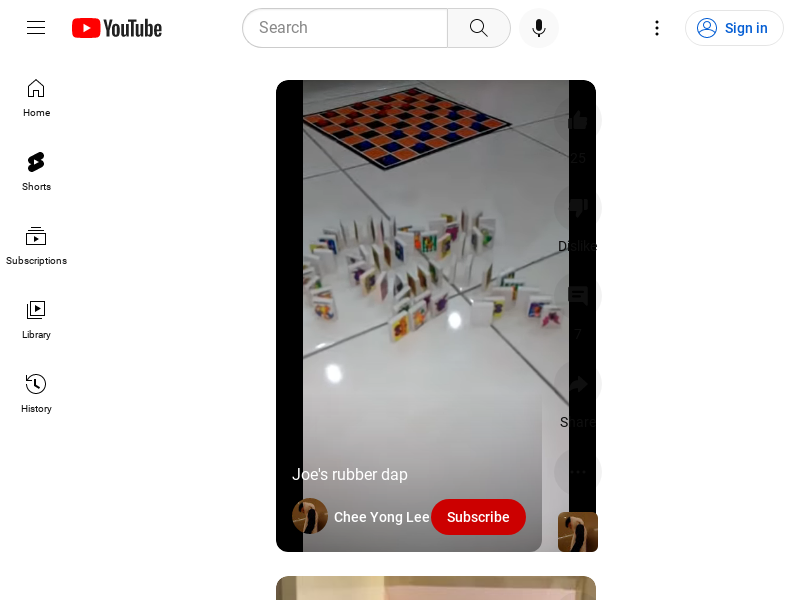 YouTube
Search
Sign in
Home
Shorts
Subscriptions
Library
History
25
Dislike
7
Share
Joe's rubber dap
Chee Yong Lee
Subscribe